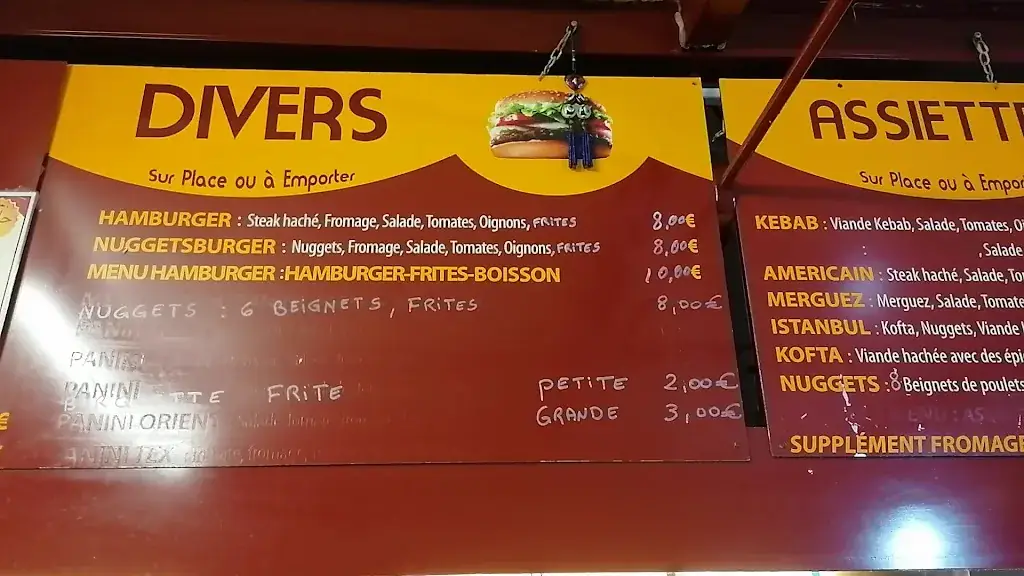 DIVERS
Sur Place ou à Emporter
HAMBURGER : Steak haché, Fromage, Salade, Tomates, Oignons, FRITES 8,00€
NUGGETSBURGER : Nuggets, Fromage, Salade, Tomates, Oignons, FRITES 8,00€
MENU HAMBURGER : HAMBURGER-FRITES-BOISSON 10,00€
NUGGETS : 6 BEIGNETS, FRITES 8,00€
PANINI
PANINI FRITE PETITE 2,00€
PANINI ORIENT GRANDE 3,00€
ASSIETTE
Sur Place ou à Empor
KEBAB : Viande Kebab, Salade, Tomates,
, Salade
AMERICAIN : Steak haché, Salade, To
MERGUEZ : Merguez, Salade, Tomate
ISTANBUL : Kofta, Nuggets, Viande
KOFTA : Viande hachée avec des épi
NUGGETS : 8 Beignets de poulets
SUPPLÉMENT FROMAGE